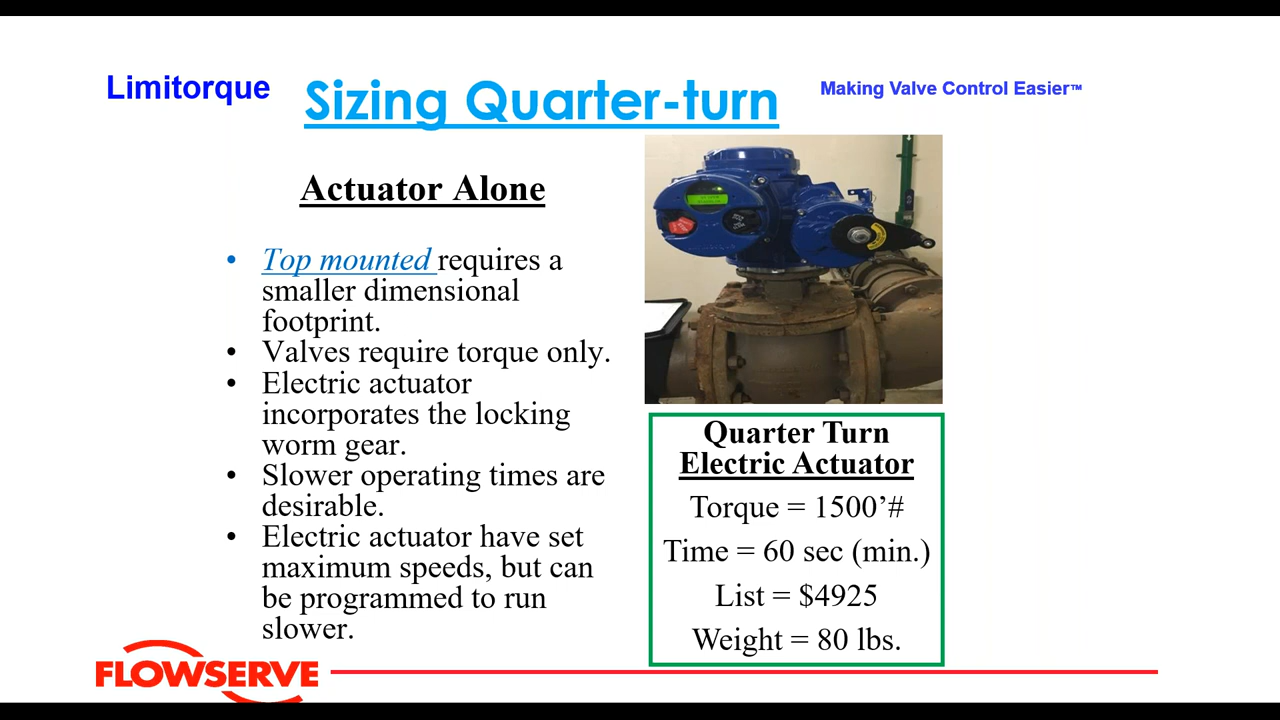 Limitorque
Sizing Quarter-turn
Making Valve Control Easier™
Actuator Alone
• Top mounted requires a
smaller dimensional
footprint.
• Valves require torque only.
• Electric actuator
incorporates the locking
worm gear.
• Slower operating times are
desirable.
• Electric actuator have set
maximum speeds, but can
be programmed to run
slower.
Quarter Turn
Electric Actuator
Torque = 1500’#
Time = 60 sec (min.)
List = $4925
Weight = 80 lbs.
FLOWSERVE